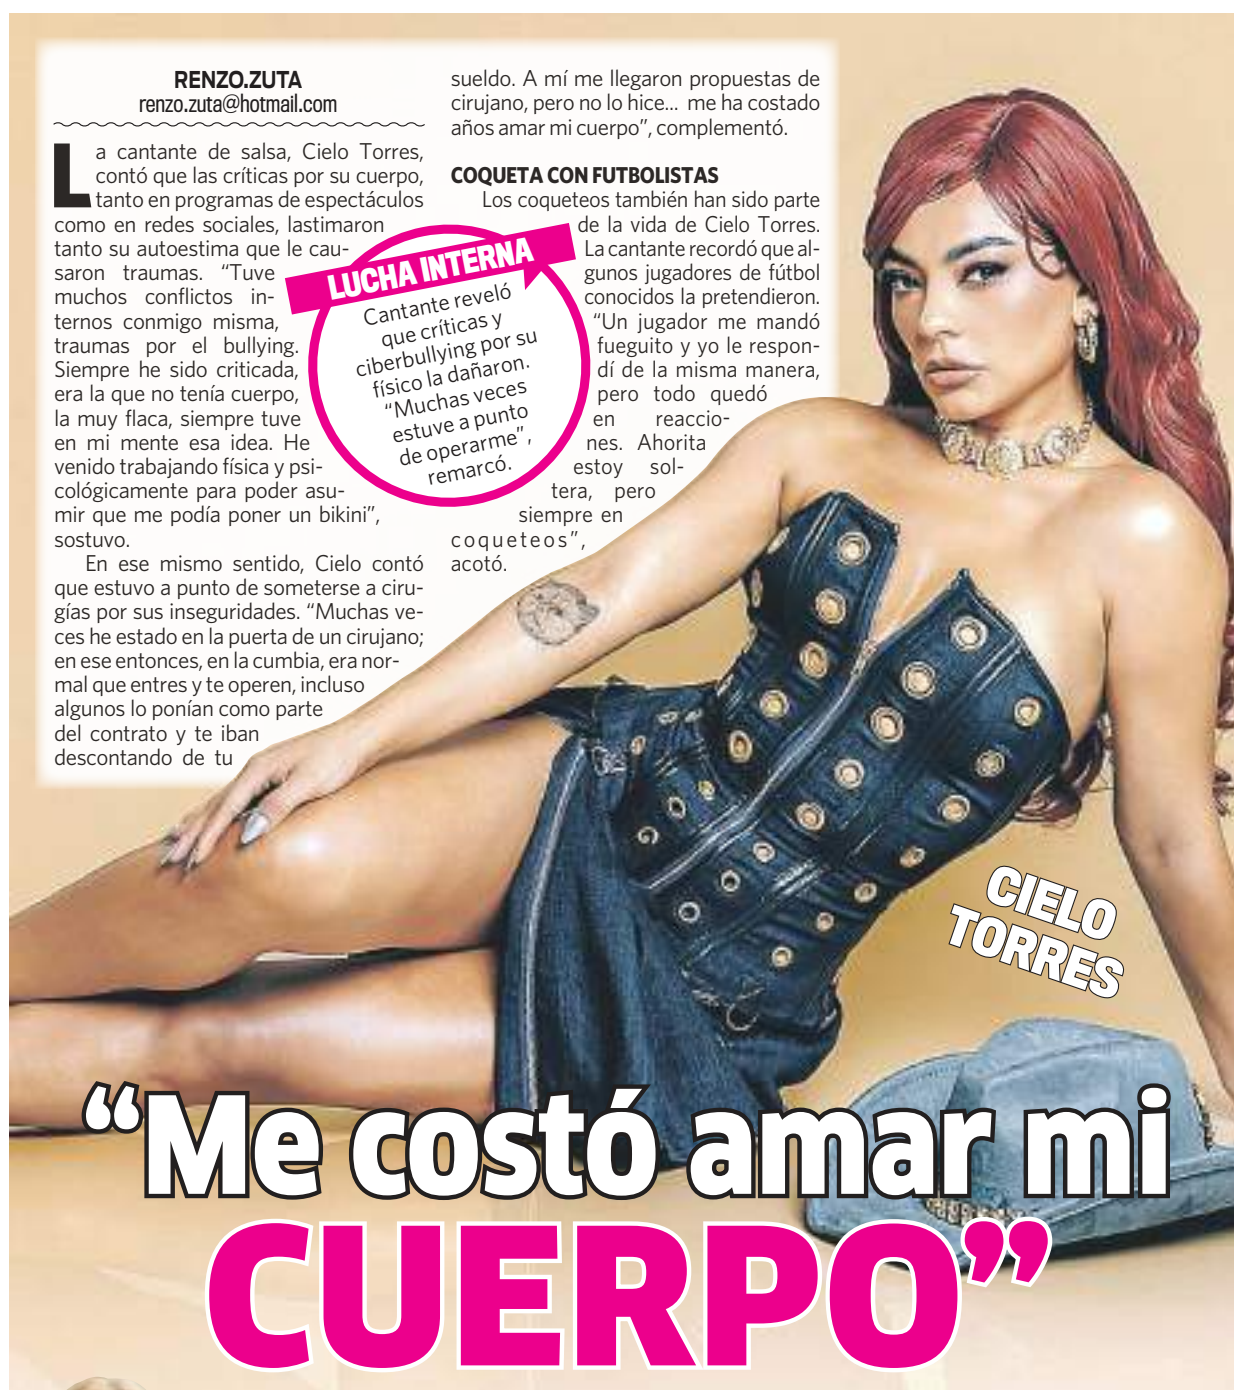 RENZO.ZUTA
renzo.zuta@hotmail.com
La cantante de salsa, Cielo Torres,
contó que las críticas por su cuerpo,
tanto en programas de espectáculos
como en redes sociales, lastimaron
tanto su autoestima que le cau-
saron traumas. “Tuve
muchos conflictos in-
ternos conmigo misma,
traumas por el bullying.
Siempre he sido criticada,
era la que no tenía cuerpo,
la muy flaca, siempre tuve
en mi mente esa idea. He
venido trabajando física y psi-
cológicamente para poder asu-
mir que me podía poner un bikini”,
sostuvo.
En ese mismo sentido, Cielo contó
que estuvo a punto de someterse a ciru-
gías por sus inseguridades. “Muchas ve-
ces he estado en la puerta de un cirujano;
en ese entonces, en la cumbia, era nor-
mal que entres y te operen, incluso
algunos lo ponían como parte
del contrato y te iban
descontando de tu
sueldo. A mí me llegaron propuestas de
cirujano, pero no lo hice... me ha costado
años amar mi cuerpo”, complementó.
COQUETA CON FUTBOLISTAS
Los coqueteos también han sido parte
de la vida de Cielo Torres.
La cantante recordó que al-
gunos jugadores de fútbol
conocidos la pretendieron.
“Un jugador me mandó
fueguito y yo le respon-
dí de la misma manera,
pero todo quedó
en reaccio-
nes. Ahorita
estoy sol-
tera, pero
siempre en
coqueteos”,
acotó.
LUCHA INTERNA
Cantante reveló
que críticas y
ciberbullying por su
físico la dañaron.
“Muchas veces
estuve a punto
de operarme”,
remarcó.
CIELO
TORRES
“Me costó amar mi
CUERPO”